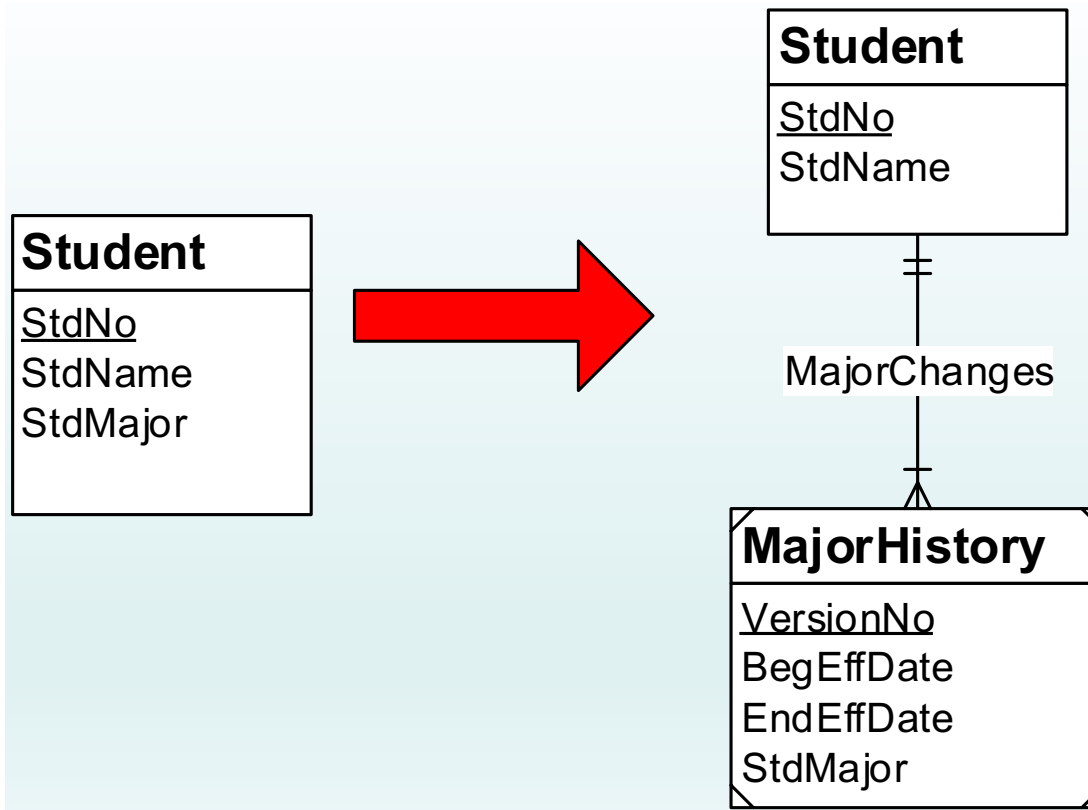 Student
StdNo
StdName
StdMajor
Student
StdNo
StdName
MajorChanges
MajorHistory
VersionNo
BegEffDate
EndEffDate
StdMajor